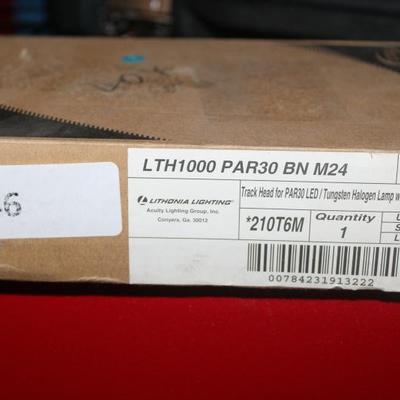 LTH1000 PAR30 BN M24
Track Head for PAR30 LED / Tungsten Halogen Lamp w
LITHONIA LIGHTING®
Acuity Lighting Group, Inc.
Conyers, Ga. 30012
*210T6M
Quantity
1
U
S
L
00784231913222
6